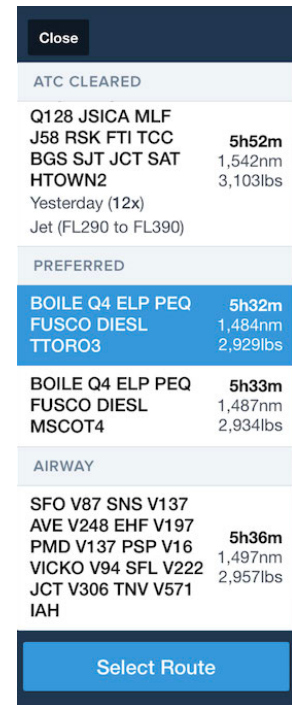 Close
ATC CLEARED
Q128 JSICA MLF
J58 RSK FTI TCC
BGS SJT JCT SAT
HTOWN2
5h52m
1,542nm
3,103lbs
Yesterday (12x)
Jet (FL290 to FL390)
PREFERRED
BOILE Q4 ELP PEQ
FUSCO DIESL
TTORO3
5h32m
1,484nm
2,929lbs
BOILE Q4 ELP PEQ
FUSCO DIESL
MSCOT4
5h33m
1,487nm
2,934lbs
AIRWAY
SFO V87 SNS V137
AVE V248 EHF V197
PMD V137 PSP V16
VICKO V94 SFL V222
JCT V306 TNV V571
IAH
5h36m
1,497nm
2,957lbs
Select Route